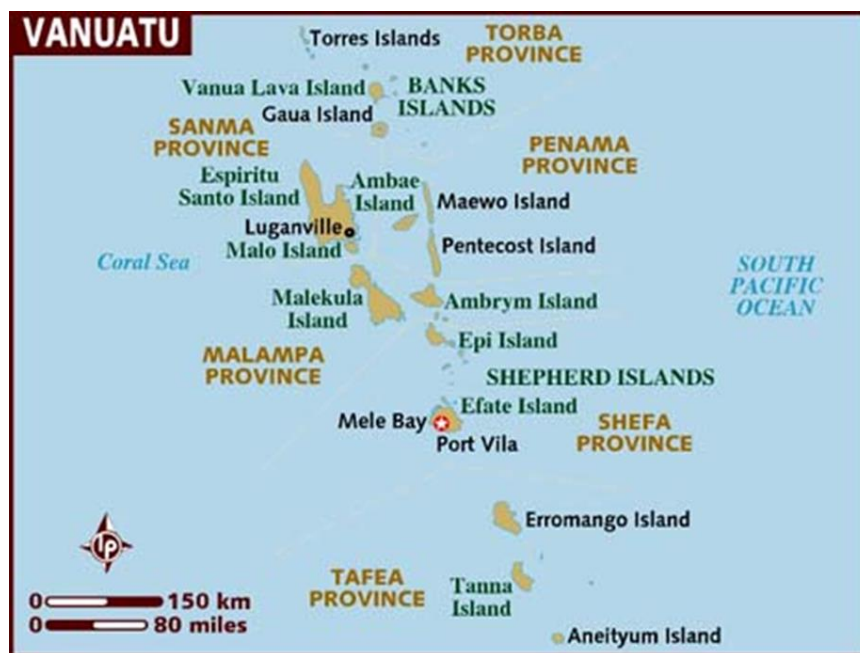 VANUATU
Torres Islands
TORBA
PROVINCE
Vanua Lava Island
BANKS
ISLANDS
Gaua Island
SANMA
PROVINCE
PENAMA
PROVINCE
Espiritu
Santo Island
Ambae
Island
Maewo Island
Luganville
Malo Island
Pentecost Island
Coral Sea
SOUTH
PACIFIC
OCEAN
Malekula
Island
Ambrym Island
Epi Island
MALAMPA
PROVINCE
SHEPHERD ISLANDS
Efate Island
Mele Bay
SHEFA
PROVINCE
Port Vila
Erromango Island
TAFEA
PROVINCE
Tanna
Island
Aneityum Island
LP
0 150 km
0 80 miles